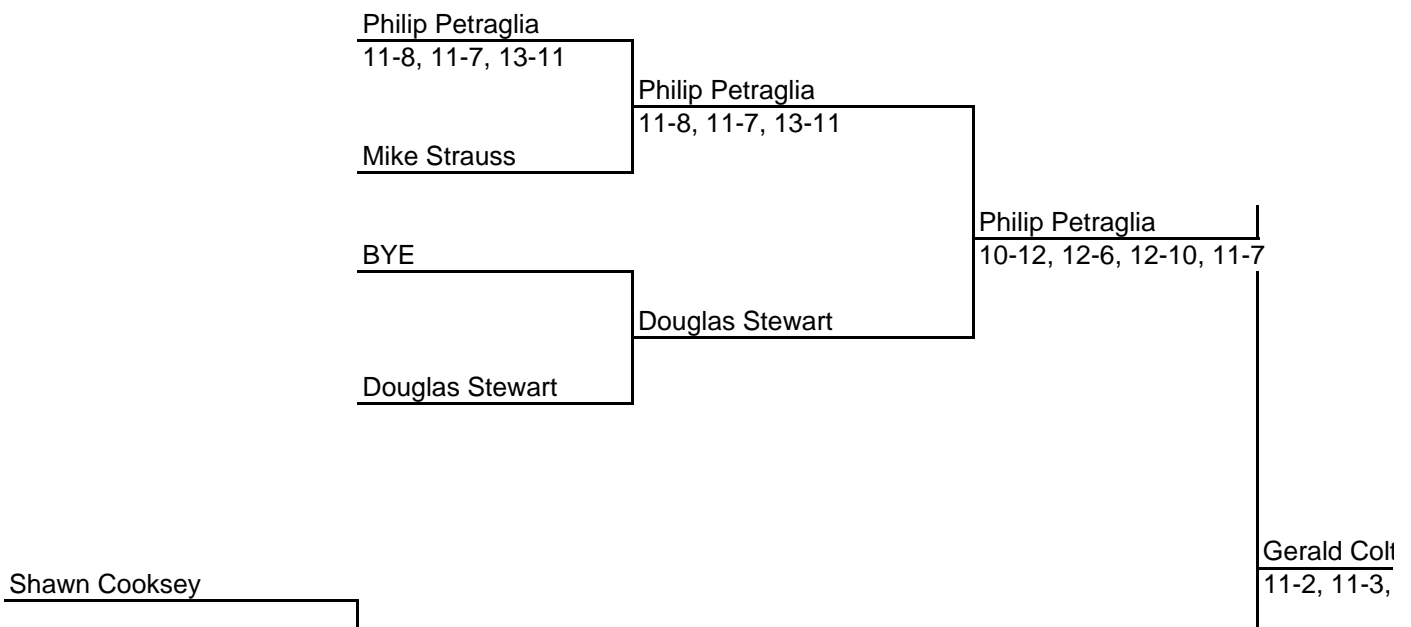 Philip Petraglia
11-8, 11-7, 13-11
Philip Petraglia
11-8, 11-7, 13-11
Mike Strauss
Philip Petraglia
10-12, 12-6, 12-10, 11-7
BYE
Douglas Stewart
Douglas Stewart
Gerald
11-2, 11-3,
Shawn Cooksey